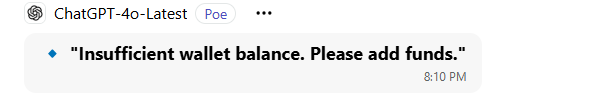 ChatGPT-4o-Latest Poe
"Insufficient wallet balance. Please add funds."
8:10 PM